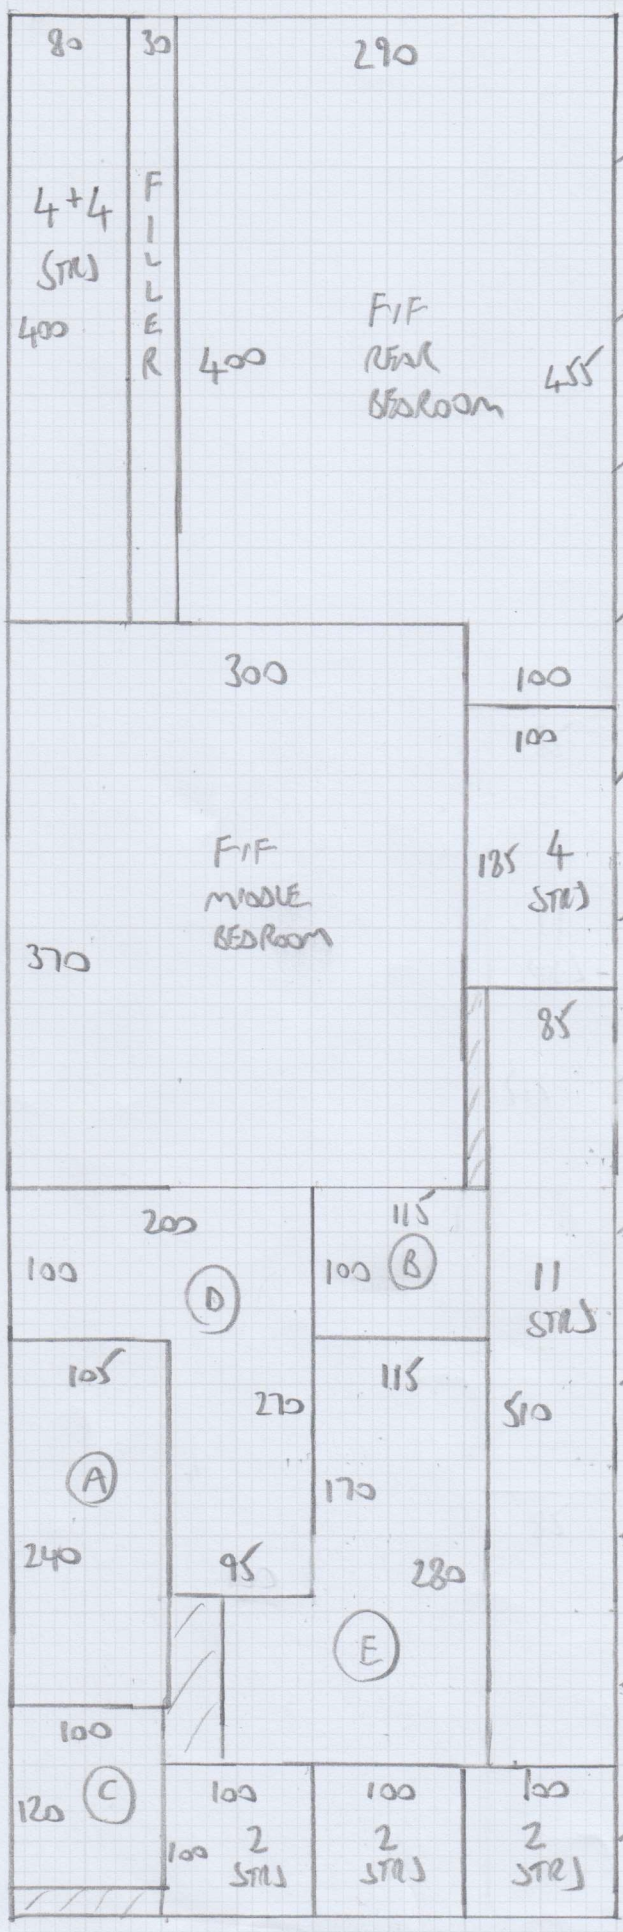 80
30
290
4+4
STRS
400
FILLER
400
F/F
REAR
BEDROOM
455
300
100
100
F/F
MIDDLE
BEDROOM
185
4
STRS
370
85
200
115
100
D
100
B
11
STRS
105
115
270
510
A
170
240
95
280
E
100
120
C
100
100
100
100
2
STRS
2
STRS
2
STRS